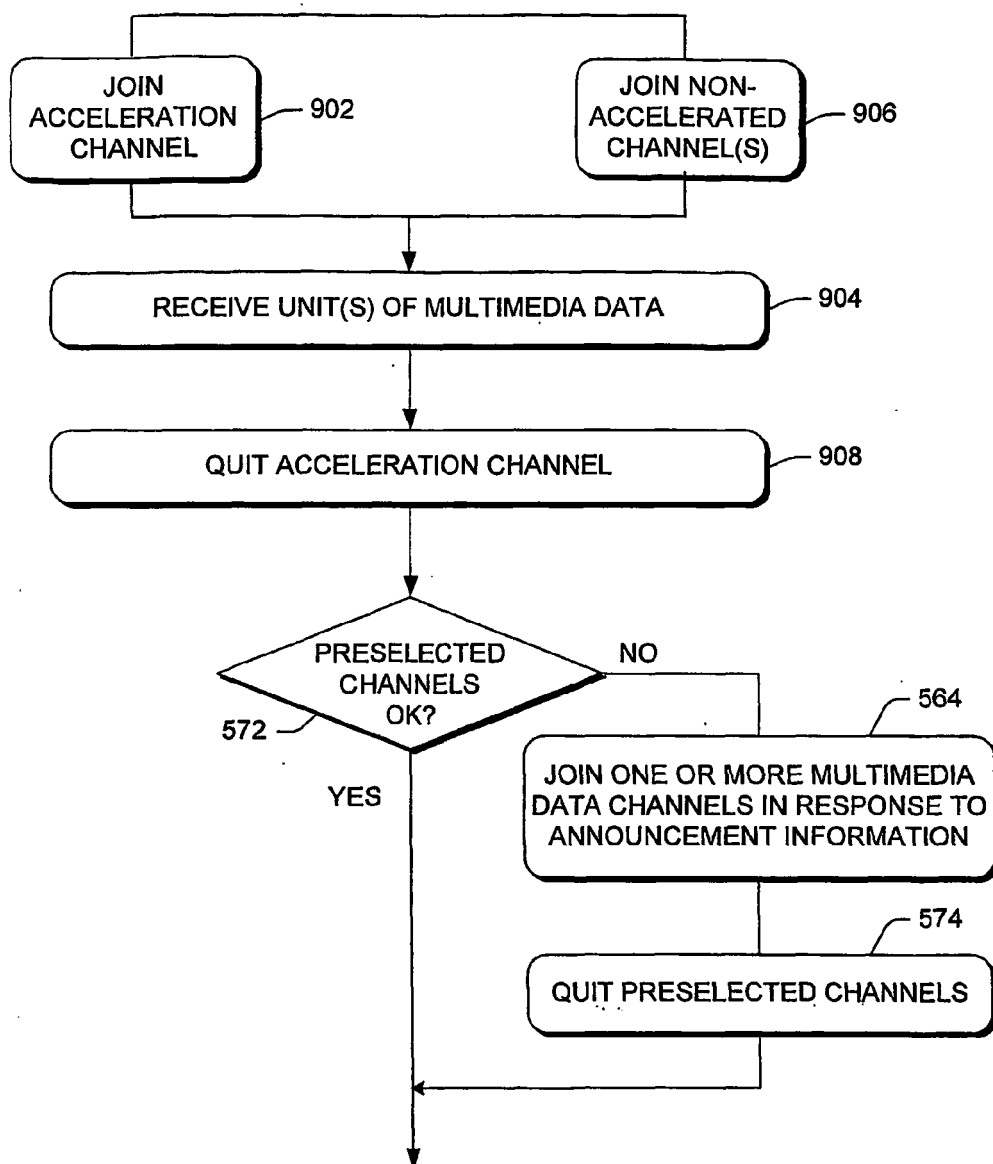 JOIN
ACCELERATION
CHANNEL
902
JOIN NON-
ACCELERATED
CHANNEL(S)
906
RECEIVE UNIT(S) OF MULTIMEDIA DATA
904
QUIT ACCELERATION CHANNEL
908
PRESELECTED
CHANNELS
OK?
572
NO
YES
564
JOIN ONE OR MORE MULTIMEDIA
DATA CHANNELS IN RESPONSE TO
ANNOUNCEMENT INFORMATION
574
QUIT PRESELECTED CHANNELS